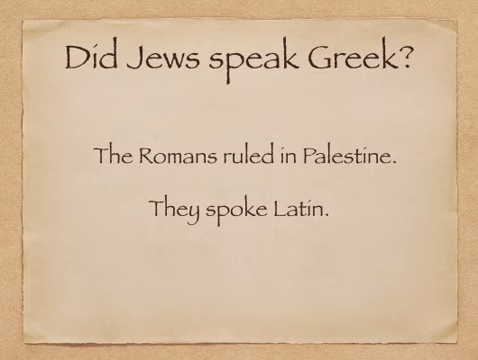 Did Jews speak Greek?
The Romans ruled in Palestine.
They spoke Latin.